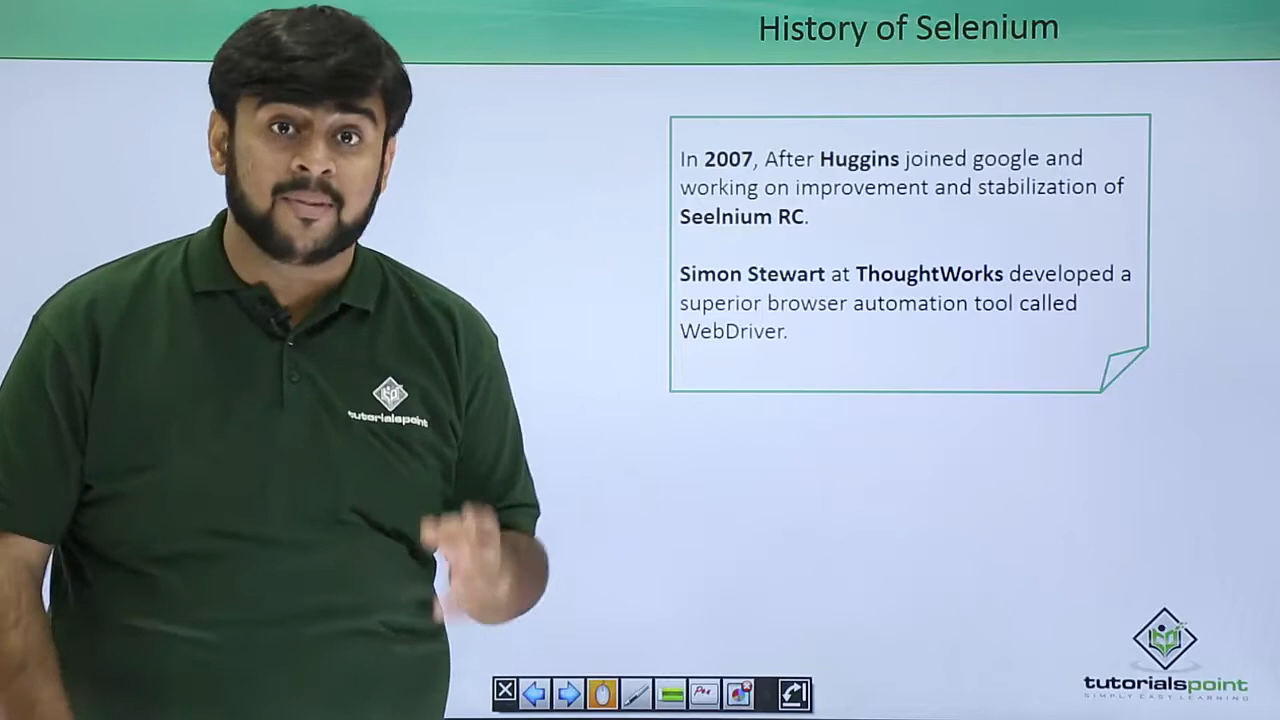 History of Selenium
In 2007, After Huggins joined google and
working on improvement and stabilization of
Seelnium RC.
Simon Stewart at ThoughtWorks developed a
superior browser automation tool called
WebDriver.
tutorialspoint
tutorialspoint
SIMPLY EASY LEARNING